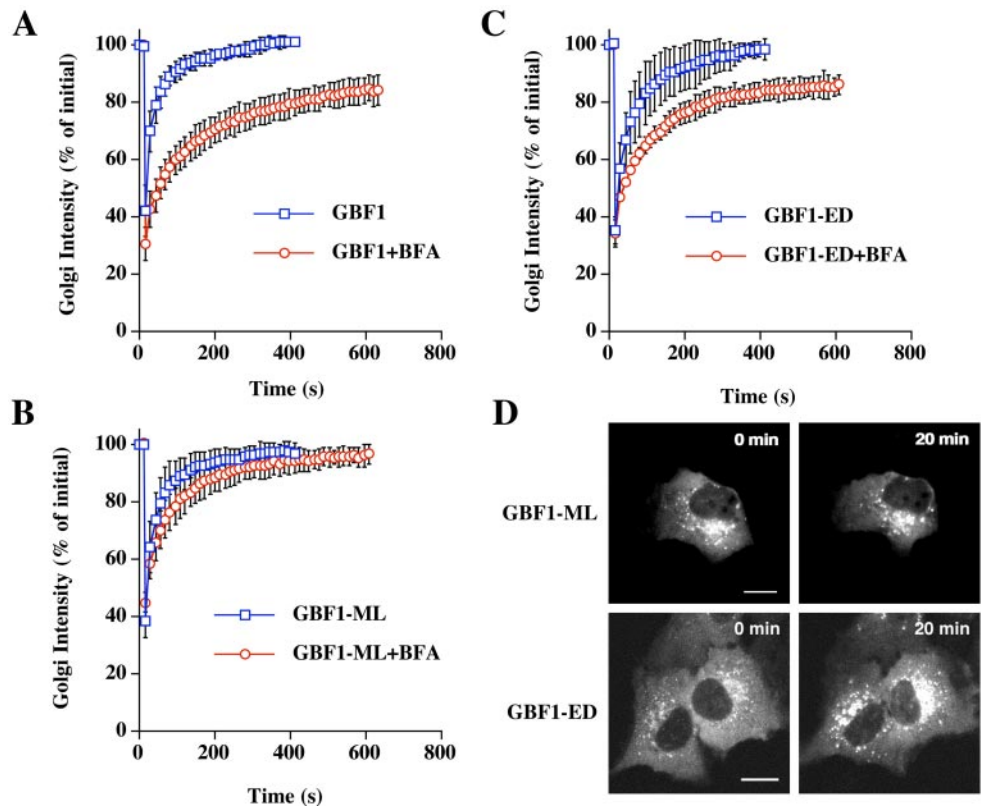 A
Golgi Intensity (% of initial)
100
80
60
40
20
0
GBF1
GBF1+BFA
0 200 400 600 800
Time (s)
B
Golgi Intensity (% of initial)
100
80
60
40
20
0
GBF1-ML
GBF1-ML+BFA
0 200 400 600 800
Time (s)
C
Golgi Intensity (% of initial)
100
80
60
40
20
0
GBF1-ED
GBF1-ED+BFA
0 200 400 600 800
Time (s)
D
GBF1-ML
0 min
20 min
GBF1-ED
0 min
20 min